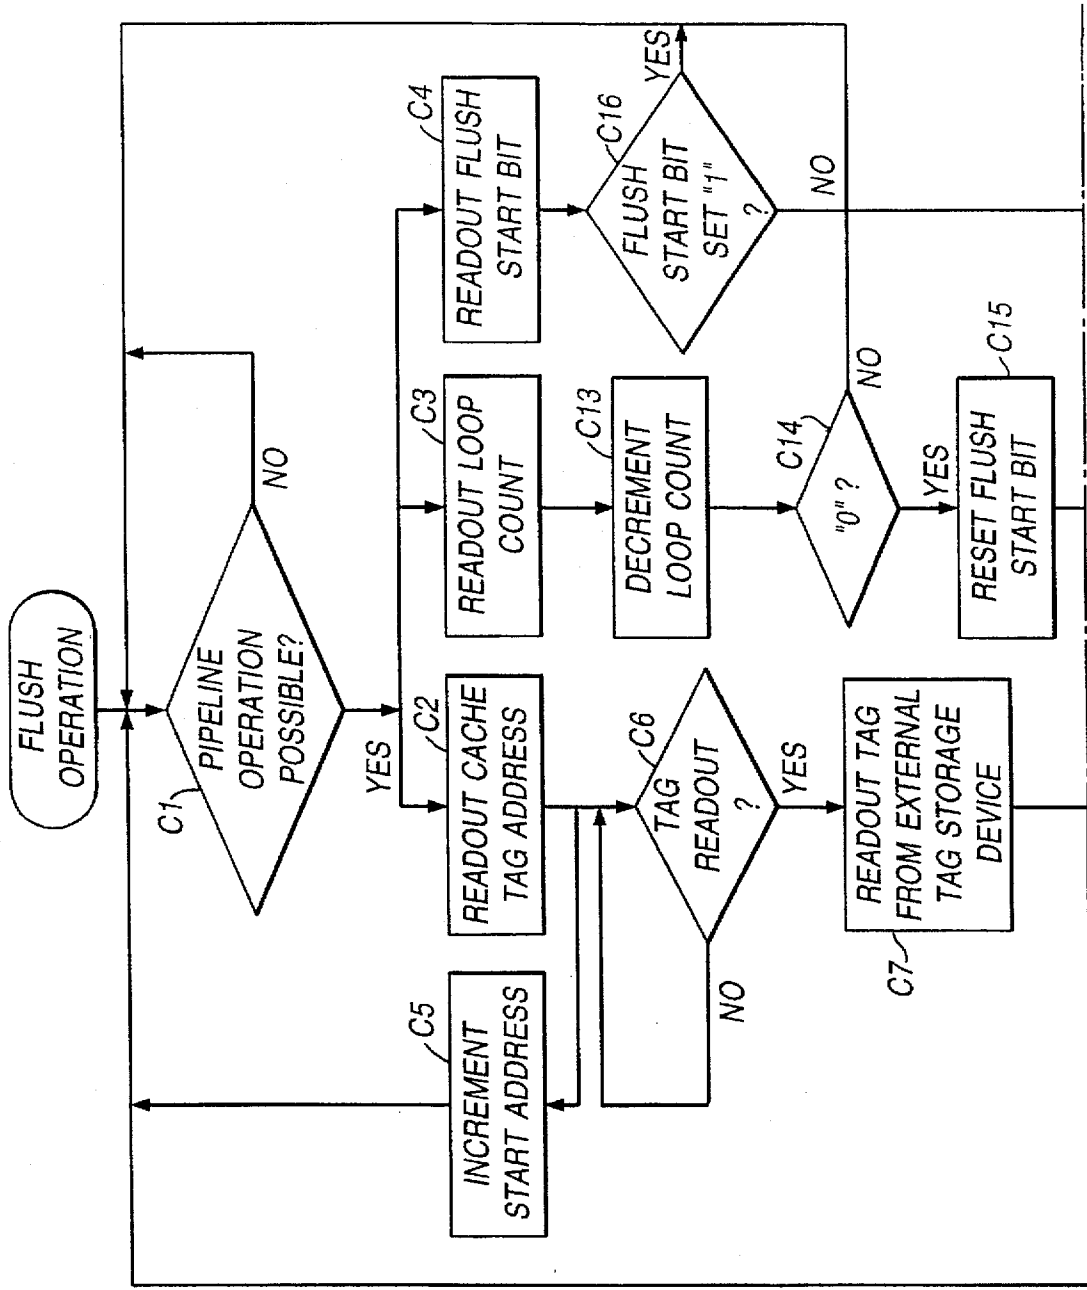 FLUSH
OPERATION
C1
PIPELINE
OPERATION
POSSIBLE?
NO
YES
C5
INCREMENT
START ADDRESS
C2
READOUT CACHE
TAG ADDRESS
C3
READOUT LOOP
COUNT
C4
READOUT FLUSH
START BIT
C6
TAG
READOUT
?
NO
YES
C13
DECREMENT
LOOP COUNT
C16
FLUSH
START BIT
SET "1"
?
YES
NO
C7
READOUT TAG
FROM EXTERNAL
TAG STORAGE
DEVICE
C14
"0" ?
NO
YES
C15
RESET FLUSH
START BIT